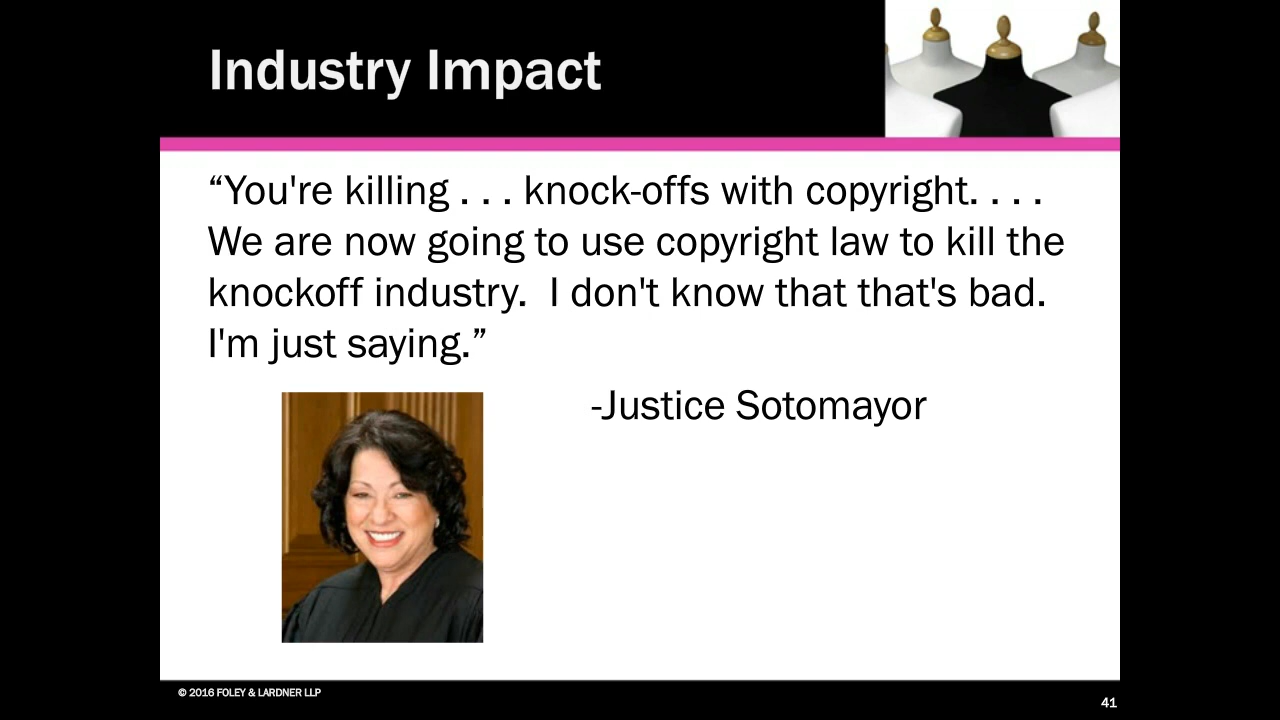 Industry Impact
“You're killing . . . knock-offs with copyright. . . .
We are now going to use copyright law to kill the
knockoff industry.  I don't know that that's bad.
I'm just saying.”
-Justice Sotomayor
© 2016 FOLEY & LARDNER LLP
41